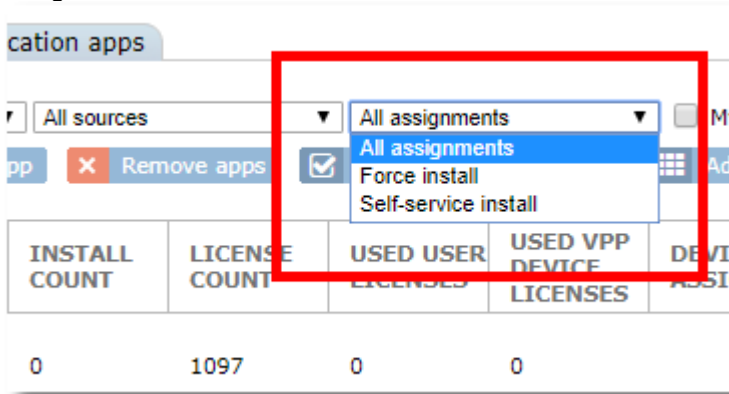 cation apps
All sources
All assignments
All assignments
Force install
Self-service install
Remove apps
INSTALL COUNT
LICENSE COUNT
USED USER LICENSES
USED VPP DEVICE LICENSES
0
1097
0
0